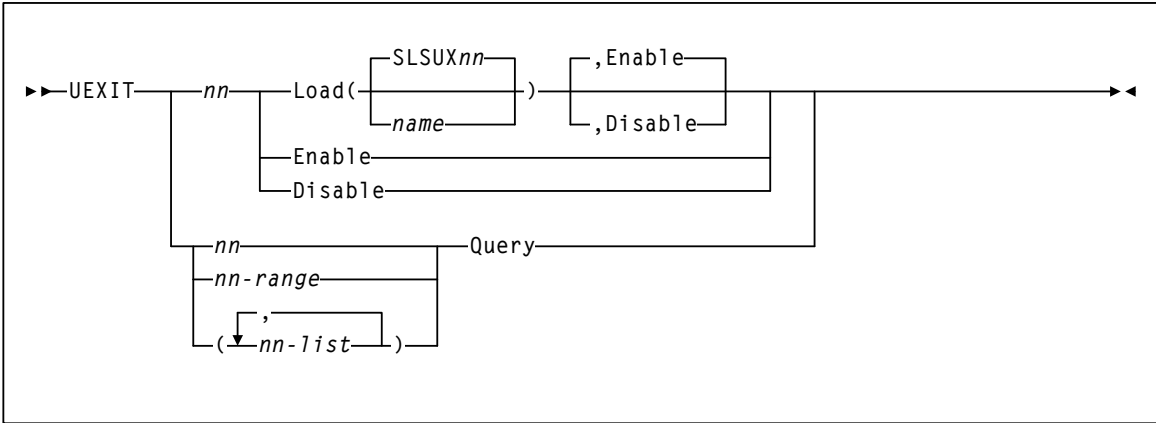 SLSUXnn ,Enable
►►UEXIT nn Load( ) ►◄
name ,Disable
Enable
Disable
nn Query
nn-range
,
( nn-list )